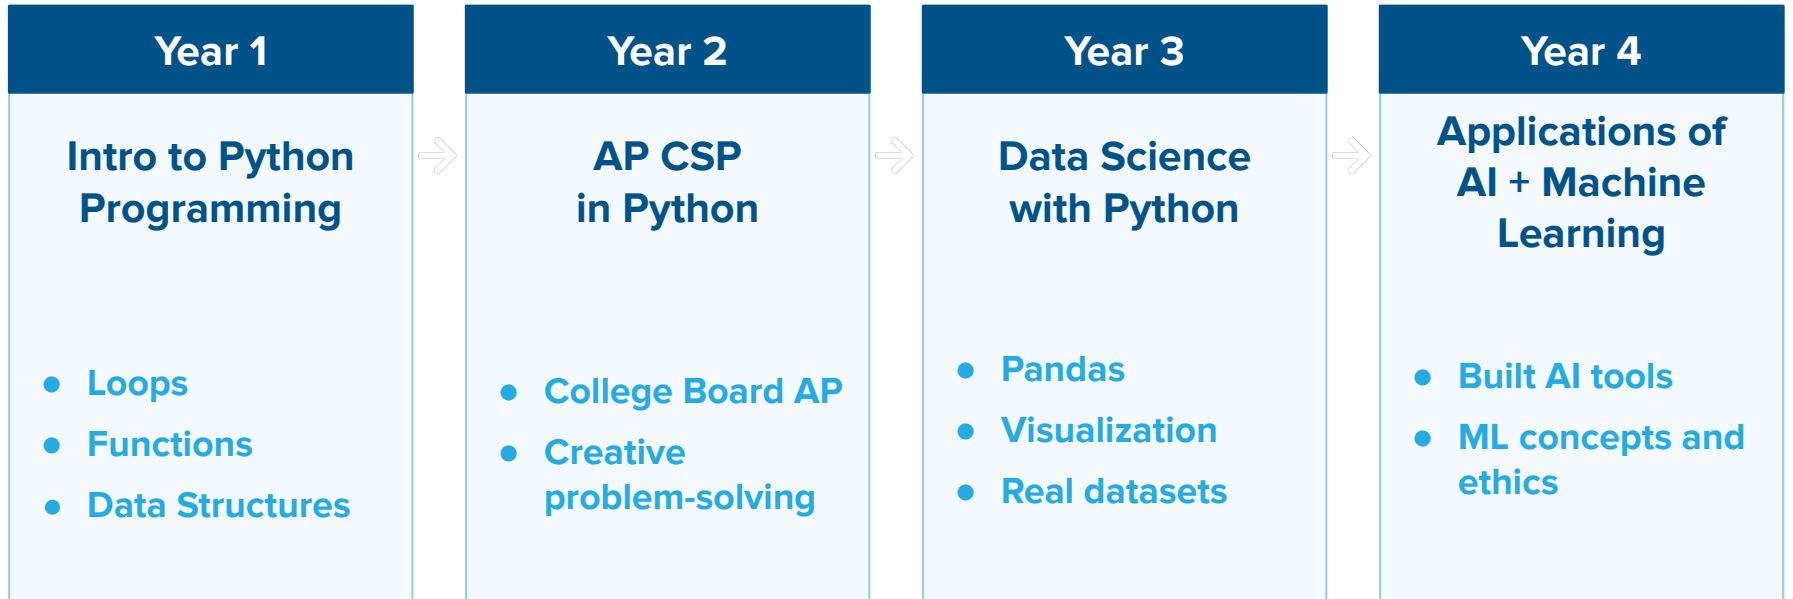 Year 1
Intro to Python
Programming
● Loops
● Functions
● Data Structures
Year 2
AP CSP
in Python
● College Board AP
● Creative
problem-solving
Year 3
Data Science
with Python
● Pandas
● Visualization
● Real datasets
Year 4
Applications of
AI + Machine
Learning
● Built AI tools
● ML concepts and
ethics